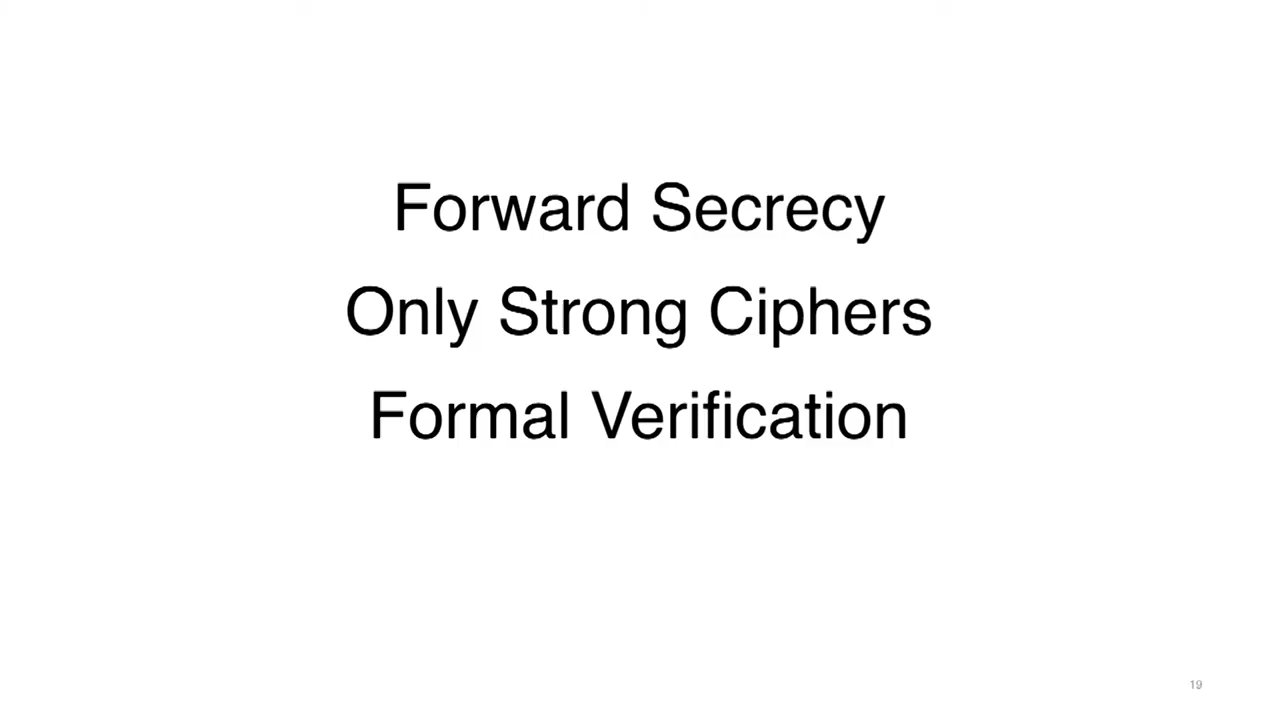 Forward Secrecy
Only Strong Ciphers
Formal Verification
19